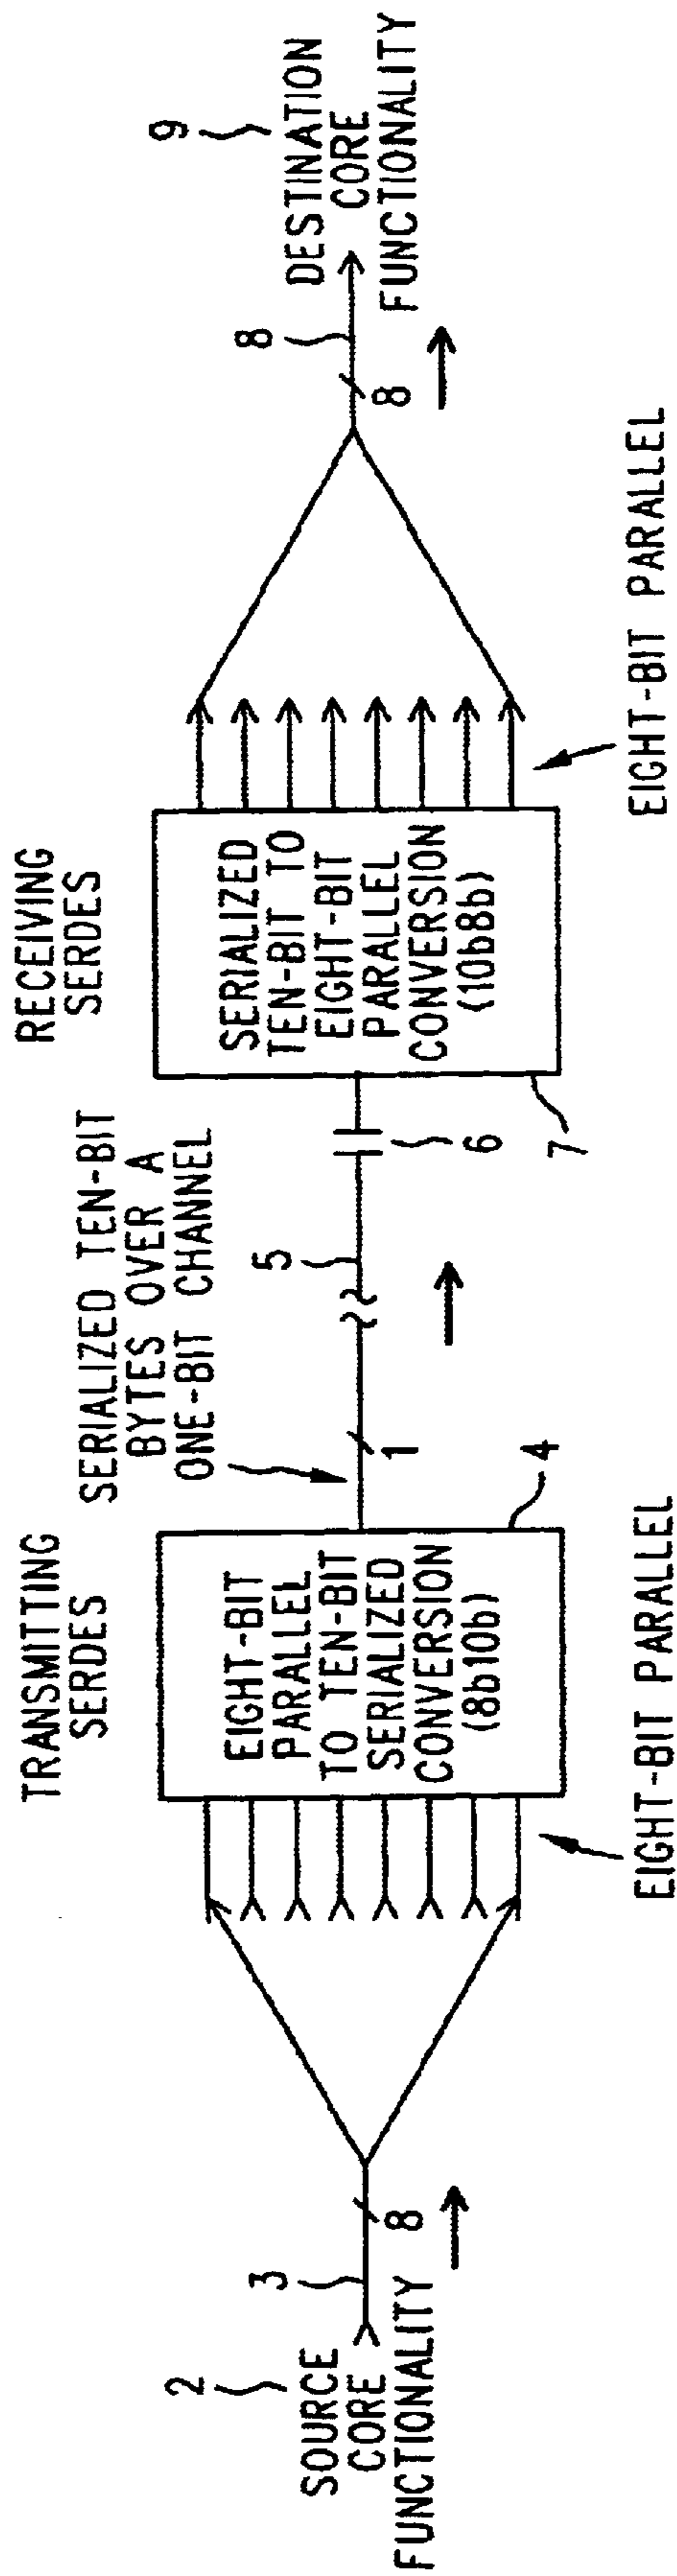 SOURCE
CORE
FUNCTIONALITY
2
3
8
TRANSMITTING
SERDES
EIGHT-BIT
PARALLEL
TO TEN-BIT
SERIALIZED
CONVERSION
(8b10b)
4
EIGHT-BIT PARALLEL
SERIALIZED TEN-BIT
BYTES OVER A
ONE-BIT CHANNEL
1
5
6
RECEIVING
SERDES
SERIALIZED
TEN-BIT TO
EIGHT-BIT
PARALLEL
CONVERSION
(10b8b)
7
EIGHT-BIT PARALLEL
8
8
9
DESTINATION
CORE
FUNCTIONALITY